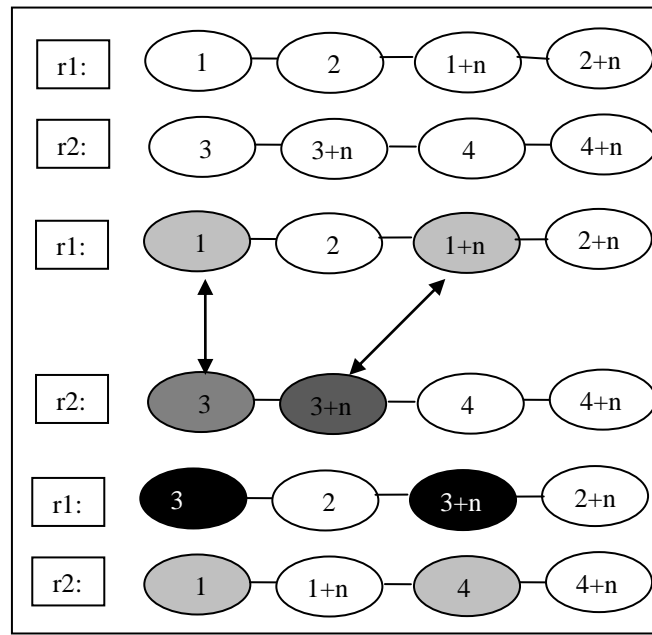 r1: 1 2 1+n 2+n
r2: 3 3+n 4 4+n
r1: 1 2 1+n 2+n
r2: 3 3+n 4 4+n
r1: 3 2 3+n 2+n
r2: 1 1+n 4 4+n